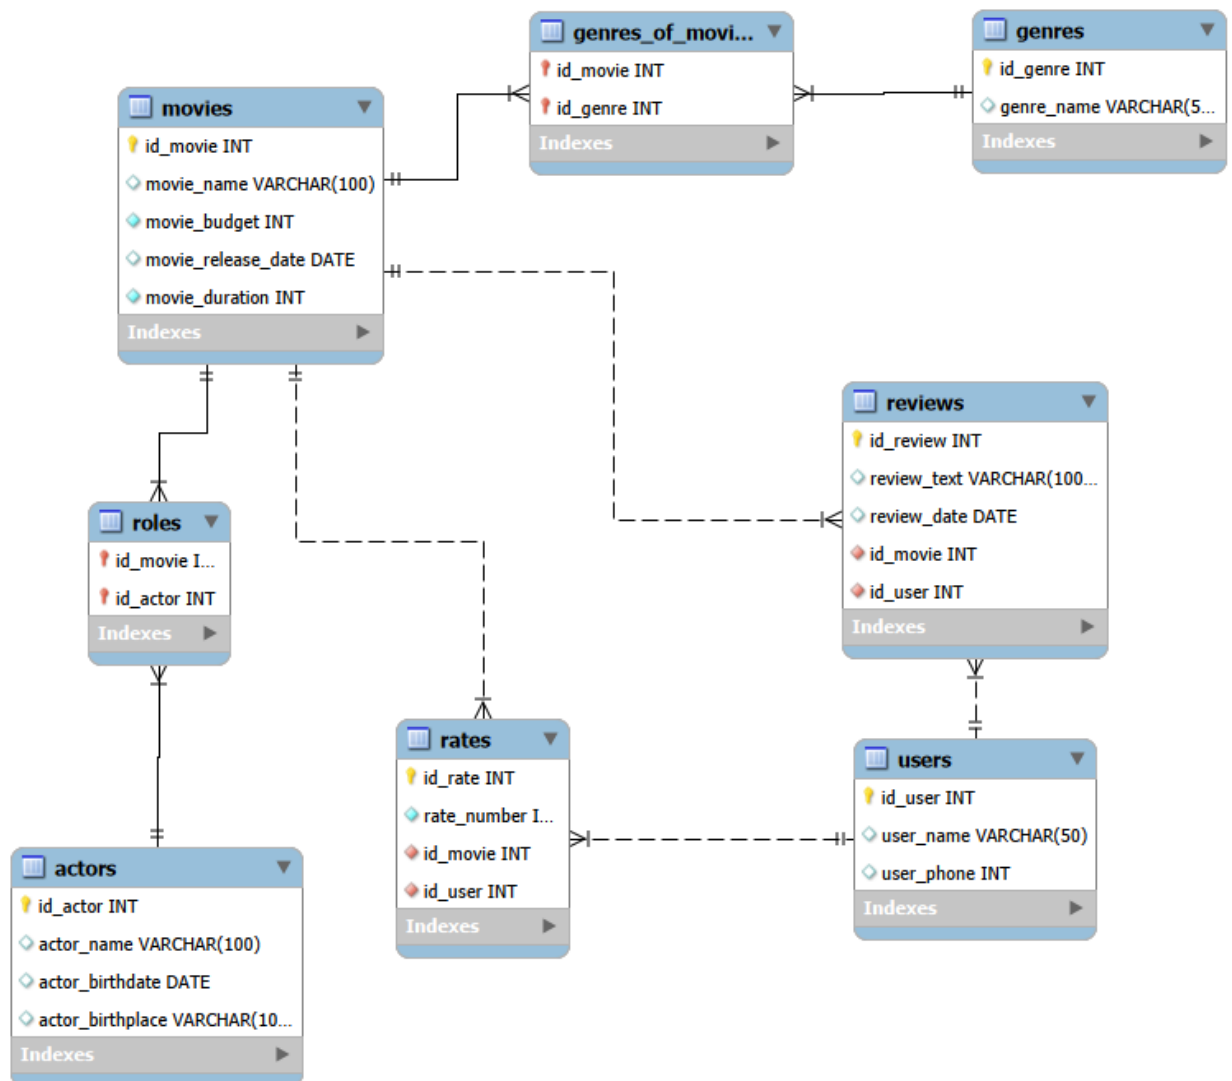 genres_of_movi...
id_movie INT
id_genre INT
Indexes
genres
id_genre INT
genre_name VARCHAR(5...
Indexes
movies
id_movie INT
movie_name VARCHAR(100)
movie_budget INT
movie_release_date DATE
movie_duration INT
Indexes
reviews
id_review INT
review_text VARCHAR(100...
review_date DATE
id_movie INT
id_user INT
Indexes
roles
id_movie I...
id_actor INT
Indexes
rates
id_rate INT
rate_number I...
id_movie INT
id_user INT
Indexes
users
id_user INT
user_name VARCHAR(50)
user_phone INT
Indexes
actors
id_actor INT
actor_name VARCHAR(100)
actor_birthdate DATE
actor_birthplace VARCHAR(10...
Indexes